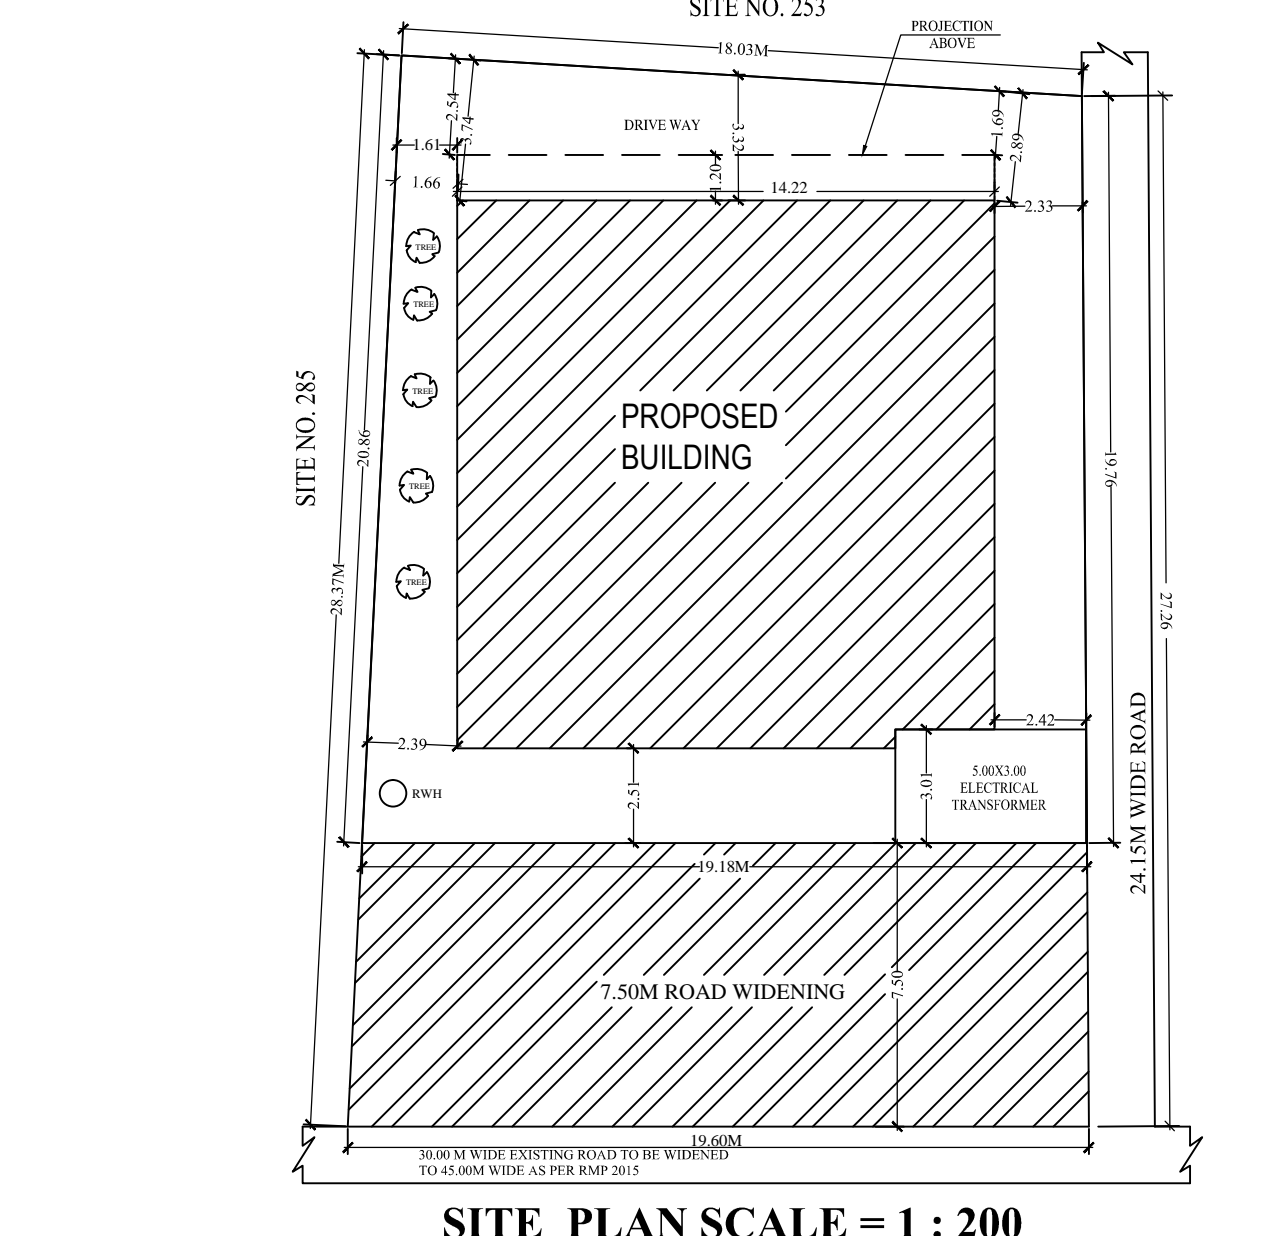 SITE NO. 253
PROJECTION
ABOVE
18.03M
2.54
3.74
DRIVE WAY
3.32
1.69
2.89
1.61
1.66
1.20
14.22
2.33
TREE
TREE
TREE
TREE
TREE
SITE NO. 285
20.86
28.37M
PROPOSED
BUILDING
19.76
27.26
24.15M WIDE ROAD
2.42
2.39
RWH
2.51
3.01
5.00X3.00
ELECTRICAL
TRANSFORMER
19.18M
7.50M ROAD WIDENING
7.50
19.60M
30.00 M WIDE EXISTING ROAD TO BE WIDENED
TO 45.00M WIDE AS PER RMP 2015
SITE PLAN SCALE = 1 : 200